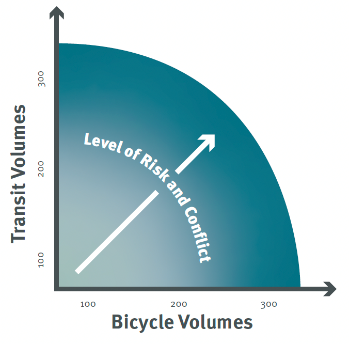 Transit Volumes
300
200
100
Level of Risk and Conflict
100 200 300
Bicycle Volumes